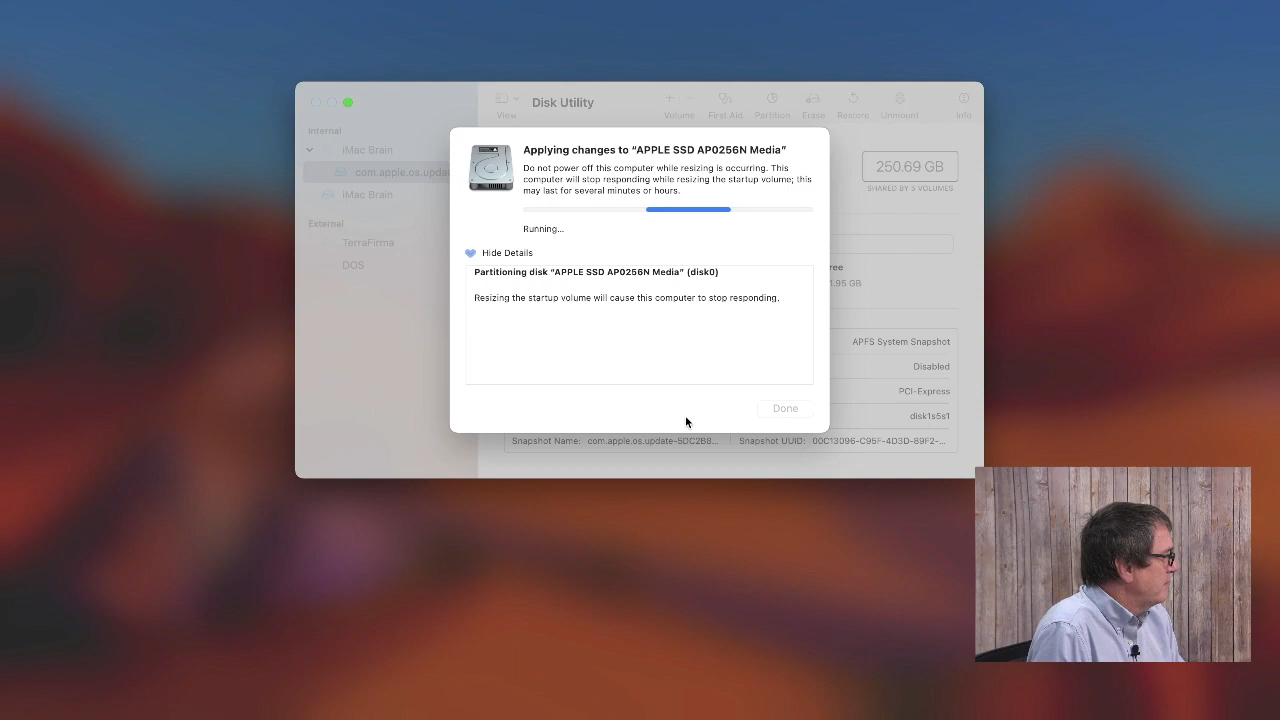 Disk Utility
View
Volume
First Aid
Partition
Erase
Restore
Unmount
Info
Internal
iMac Brain
com.apple.os.upda
iMac Brain
External
TerraFirma
DOS
250.69 GB
SHARED BY 5 VOLUMES
ree
.95 GB
Applying changes to “APPLE SSD AP0256N Media”
Do not power off this computer while resizing is occurring. This
computer will stop responding while resizing the startup volume; this
may last for several minutes or hours.
Running...
Hide Details
Partitioning disk “APPLE SSD AP0256N Media” (disk0)
Resizing the startup volume will cause this computer to stop responding.
Done
APFS System Snapshot
Disabled
PCI-Express
disk1s5s1
Snapshot Name: com.apple.os.update-5DC2B8... Snapshot UUID: 00C13096-C95F-4D3D-89F2-...